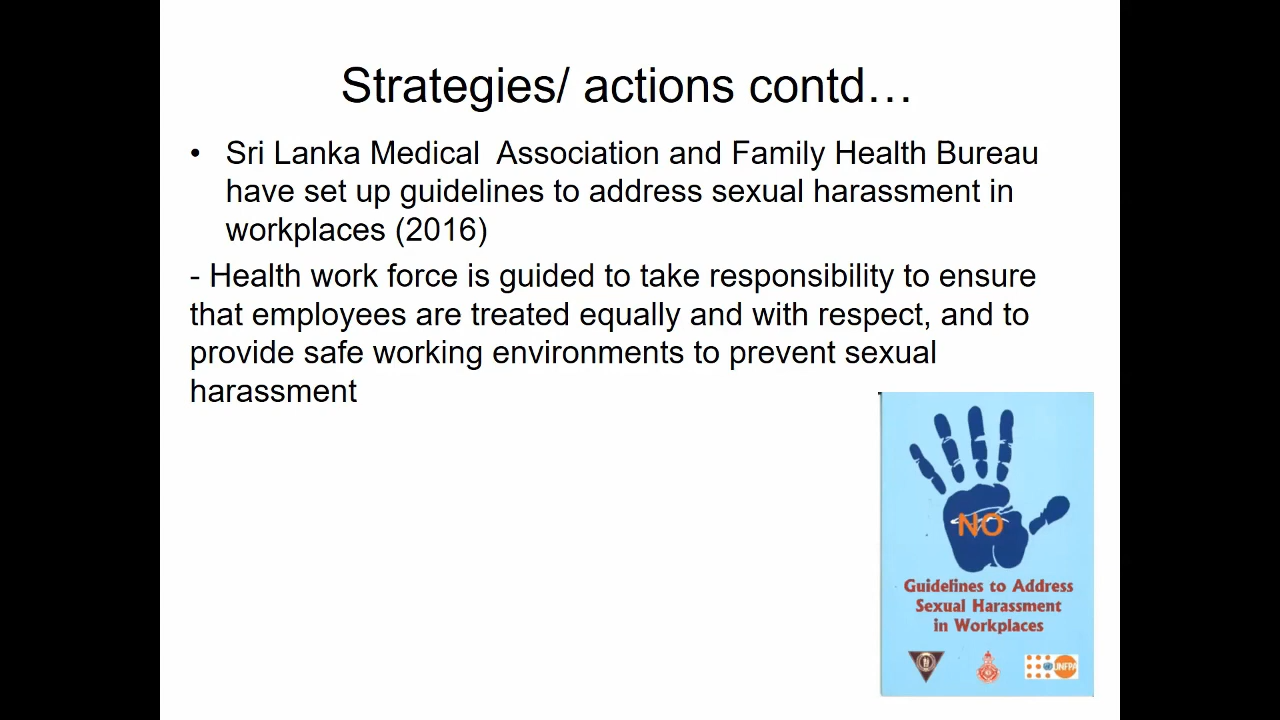 Strategies/ actions contd…
• Sri Lanka Medical  Association and Family Health Bureau
have set up guidelines to address sexual harassment in
workplaces (2016)
- Health work force is guided to take responsibility to ensure
that employees are treated equally and with respect, and to
provide safe working environments to prevent sexual
harassment
NO
Guidelines to Address
Sexual Harassment
in Workplaces
UNFPA